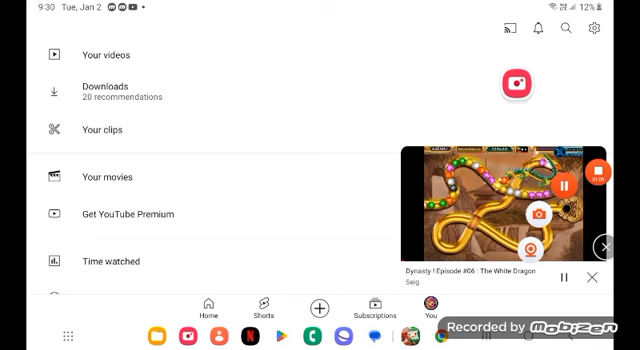 9:30 Tue, Jan 2
12%
Your videos
Downloads
20 recommendations
Your clips
Your movies
Get YouTube Premium
Time watched
Dynasty ! Episode #06 : The White Dragon
Seig
Home
Shorts
Subscriptions
You
Recorded by mobizen